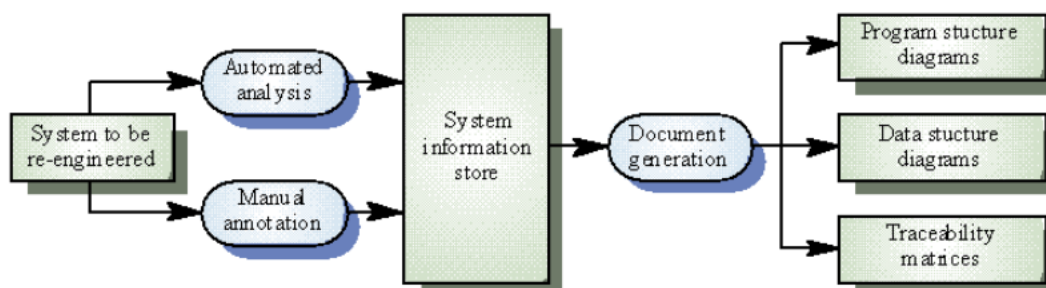 System to be
re-engineered
Automated
analysis
Manual
annotation
System
information
store
Document
generation
Program stucture
diagrams
Data stucture
diagrams
Traceability
matrices